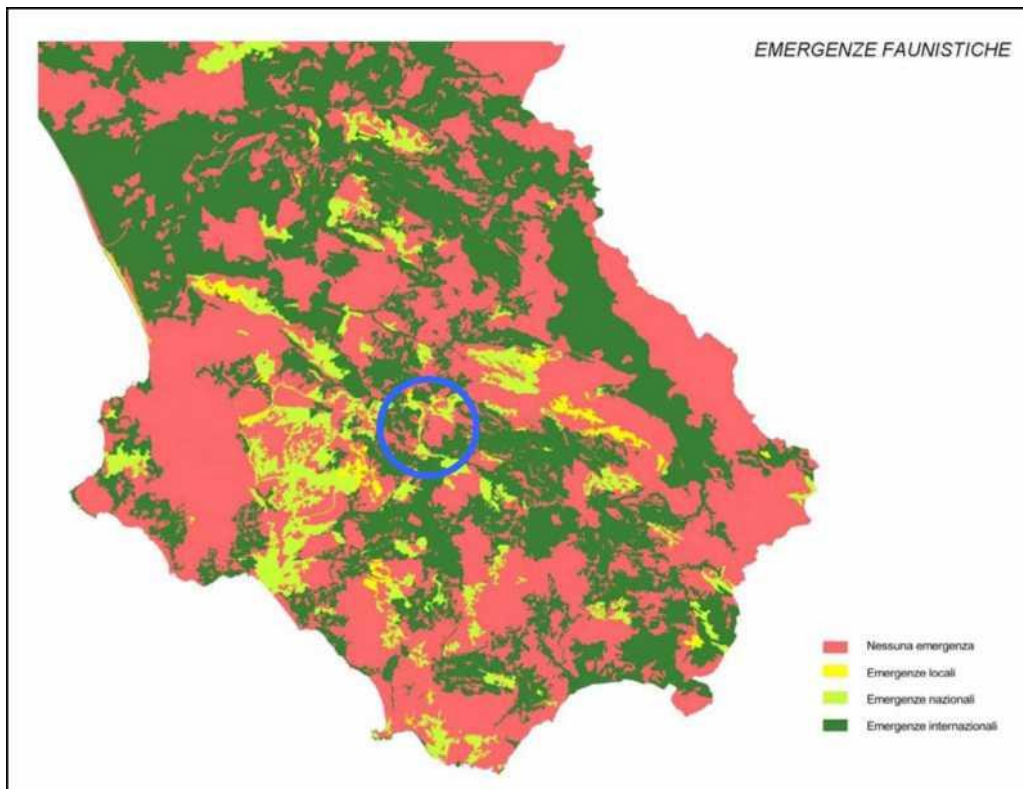 EMERGENZE FAUNISTICHE
Nessuna emergenza
Emergenze locali
Emergenze nazionali
Emergenze internazionali